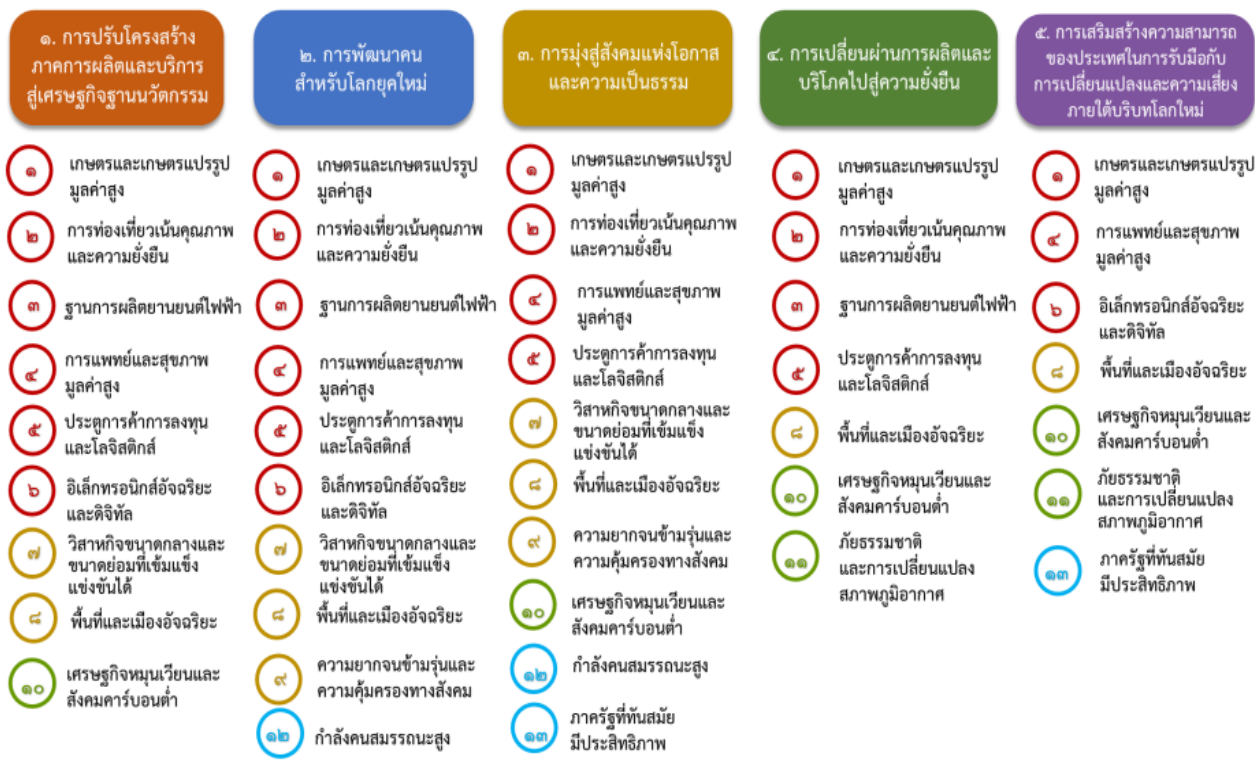 ๑. การปรับโครงสร้าง
ภาคการผลิตและบริการ
สู่เศรษฐกิจฐานนวัตกรรม
๑ เกษตรและเกษตรแปรรูป
มูลค่าสูง
๒ การท่องเที่ยวเน้นคุณภาพ
และความยั่งยืน
๓ ฐานการผลิตยานยนต์ไฟฟ้า
๔ การแพทย์และสุขภาพ
มูลค่าสูง
๕ ประตูการค้าการลงทุน
และโลจิสติกส์
๖ อิเล็กทรอนิกส์อัจฉริยะ
และดิจิทัล
๗ วิสาหกิจขนาดกลางและ
ขนาดย่อมที่เข้มแข็ง
แข่งขันได้
๘ พื้นที่และเมืองอัจฉริยะ
๑๐ เศรษฐกิจหมุนเวียนและ
สังคมคาร์บอนต่ำ
๒. การพัฒนาคน
สำหรับโลกยุคใหม่
๑ เกษตรและเกษตรแปรรูป
มูลค่าสูง
๒ การท่องเที่ยวเน้นคุณภาพ
และความยั่งยืน
๓ ฐานการผลิตยานยนต์ไฟฟ้า
๔ การแพทย์และสุขภาพ
มูลค่าสูง
๕ ประตูการค้าการลงทุน
และโลจิสติกส์
๖ อิเล็กทรอนิกส์อัจฉริยะ
และดิจิทัล
๗ วิสาหกิจขนาดกลางและ
ขนาดย่อมที่เข้มแข็ง
แข่งขันได้
๘ พื้นที่และเมืองอัจฉริยะ
๙ ความยากจนข้ามรุ่นและ
ความคุ้มครองทางสังคม
๑๒ กำลังคนสมรรถนะสูง
๓. การมุ่งสู่สังคมแห่งโอกาส
และความเป็นธรรม
๑ เกษตรและเกษตรแปรรูป
มูลค่าสูง
๒ การท่องเที่ยวเน้นคุณภาพ
และความยั่งยืน
๔ การแพทย์และสุขภาพ
มูลค่าสูง
๕ ประตูการค้าการลงทุน
และโลจิสติกส์
๗ วิสาหกิจขนาดกลางและ
ขนาดย่อมที่เข้มแข็ง
แข่งขันได้
๘ พื้นที่และเมืองอัจฉริยะ
๙ ความยากจนข้ามรุ่นและ
ความคุ้มครองทางสังคม
๑๐ เศรษฐกิจหมุนเวียนและ
สังคมคาร์บอนต่ำ
๑๒ กำลังคนสมรรถนะสูง
๑๓ ภาครัฐที่ทันสมัย
มีประสิทธิภาพ
๔. การเปลี่ยนผ่านการผลิตและ
บริโภคไปสู่ความยั่งยืน
๑ เกษตรและเกษตรแปรรูป
มูลค่าสูง
๒ การท่องเที่ยวเน้นคุณภาพ
และความยั่งยืน
๓ ฐานการผลิตยานยนต์ไฟฟ้า
๕ ประตูการค้าการลงทุน
และโลจิสติกส์
๘ พื้นที่และเมืองอัจฉริยะ
๑๐ เศรษฐกิจหมุนเวียนและ
สังคมคาร์บอนต่ำ
๑๑ ภัยธรรมชาติ
และการเปลี่ยนแปลง
สภาพภูมิอากาศ
๕. การเสริมสร้างความสามารถ
ของประเทศในการรับมือกับ
การเปลี่ยนแปลงและความเสี่ยง
ภายใต้บริบทโลกใหม่
๑ เกษตรและเกษตรแปรรูป
มูลค่าสูง
๔ การแพทย์และสุขภาพ
มูลค่าสูง
๖ อิเล็กทรอนิกส์อัจฉริยะ
และดิจิทัล
๘ พื้นที่และเมืองอัจฉริยะ
๑๐ เศรษฐกิจหมุนเวียนและ
สังคมคาร์บอนต่ำ
๑๑ ภัยธรรมชาติ
และการเปลี่ยนแปลง
สภาพภูมิอากาศ
๑๓ ภาครัฐที่ทันสมัย
มีประสิทธิภาพ